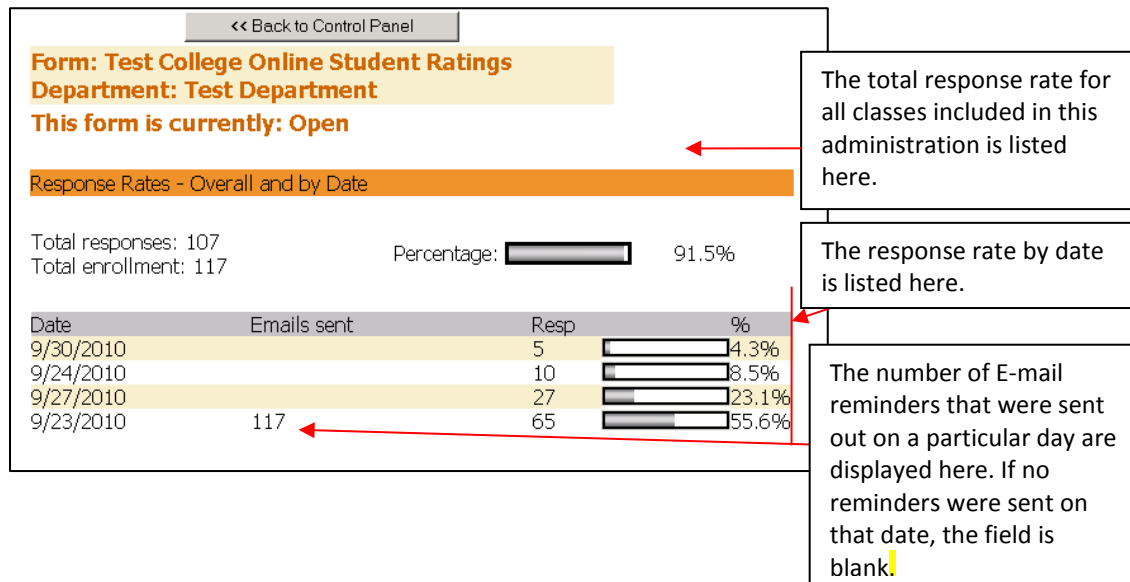 << Back to Control Panel
Form: Test College Online Student Ratings
Department: Test Department
This form is currently: Open
The total response rate for
all classes included in this
administration is listed
here.
Response Rates - Overall and by Date
Total responses: 107
Total enrollment: 117
Percentage: 91.5%
The response rate by date
is listed here.
Date Emails sent Resp %
9/30/2010 5 4.3%
9/24/2010 10 8.5%
9/27/2010 27 23.1%
9/23/2010 117 65 55.6%
The number of E-mail
reminders that were sent
out on a particular day are
displayed here. If no
reminders were sent on
that date, the field is
blank.